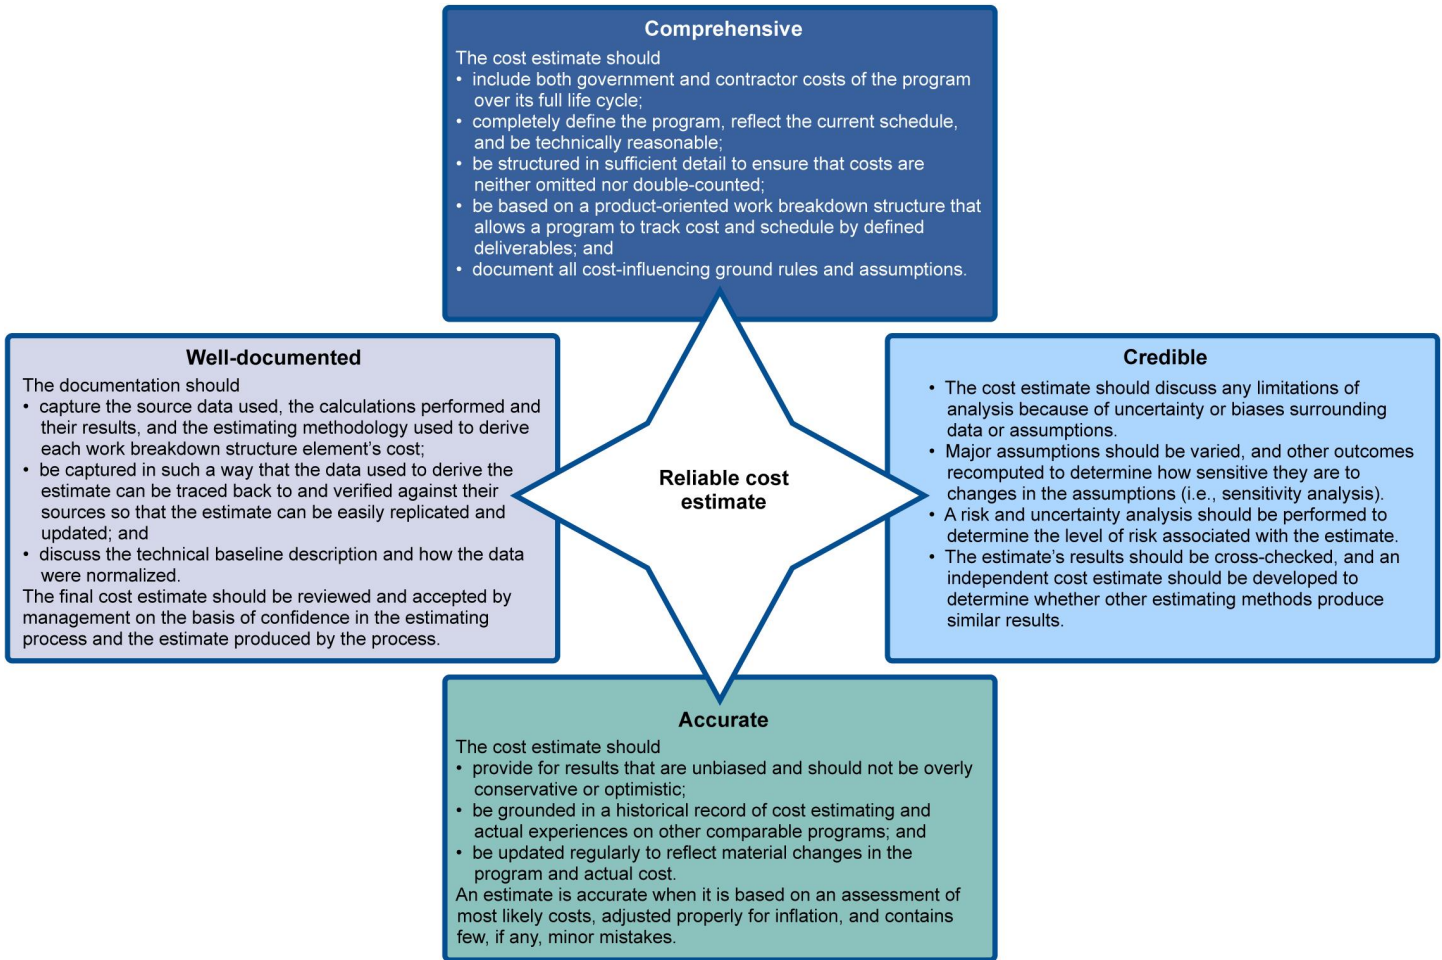 Comprehensive
The cost estimate should
• include both government and contractor costs of the program
over its full life cycle;
• completely define the program, reflect the current schedule,
and be technically reasonable;
• be structured in sufficient detail to ensure that costs are
neither omitted nor double-counted;
• be based on a product-oriented work breakdown structure that
allows a program to track cost and schedule by defined
deliverables; and
• document all cost-influencing ground rules and assumptions.
Well-documented
The documentation should
• capture the source data used, the calculations performed and
their results, and the estimating methodology used to derive
each work breakdown structure element's cost;
• be captured in such a way that the data used to derive the
estimate can be traced back to and verified against their
sources so that the estimate can be easily replicated and
updated; and
• discuss the technical baseline description and how the data
were normalized.
The final cost estimate should be reviewed and accepted by
management on the basis of confidence in the estimating
process and the estimate produced by the process.
Reliable cost
estimate
Credible
• The cost estimate should discuss any limitations of
analysis because of uncertainty or biases surrounding
data or assumptions.
• Major assumptions should be varied, and other outcomes
recomputed to determine how sensitive they are to
changes in the assumptions (i.e., sensitivity analysis).
• A risk and uncertainty analysis should be performed to
determine the level of risk associated with the estimate.
• The estimate's results should be cross-checked, and an
independent cost estimate should be developed to
determine whether other estimating methods produce
similar results.
Accurate
The cost estimate should
• provide for results that are unbiased and should not be overly
conservative or optimistic;
• be grounded in a historical record of cost estimating and
actual experiences on other comparable programs; and
• be updated regularly to reflect material changes in the
program and actual cost.
An estimate is accurate when it is based on an assessment of
most likely costs, adjusted properly for inflation, and contains
few, if any, minor mistakes.